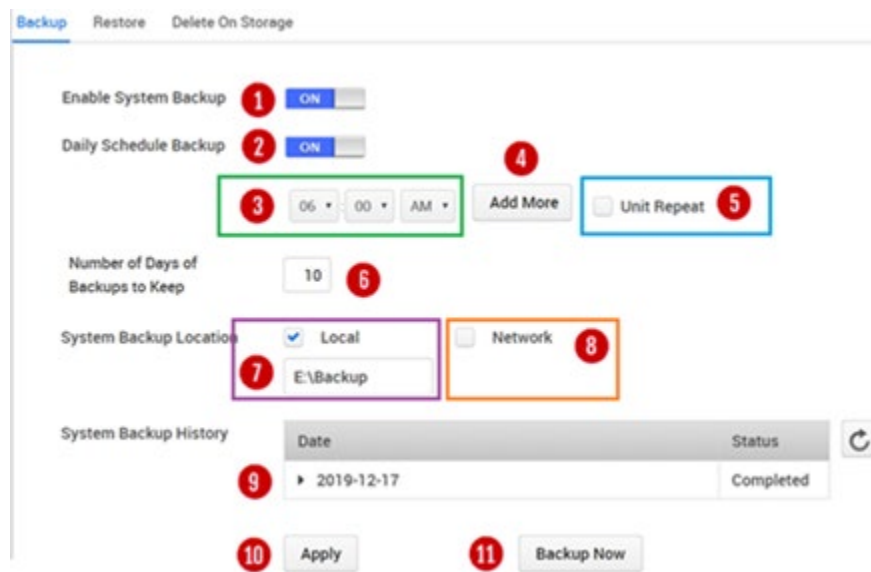 Backup Restore Delete On Storage
Enable System Backup 1 ON
Daily Schedule Backup 2 ON
4
3 06 : 00 AM Add More Unit Repeat 5
Number of Days of
Backups to Keep
10 6
System Backup Location Local Network 8
7 E:\Backup
System Backup History
Date Status
9 2019-12-17 Completed
10 Apply 11 Backup Now